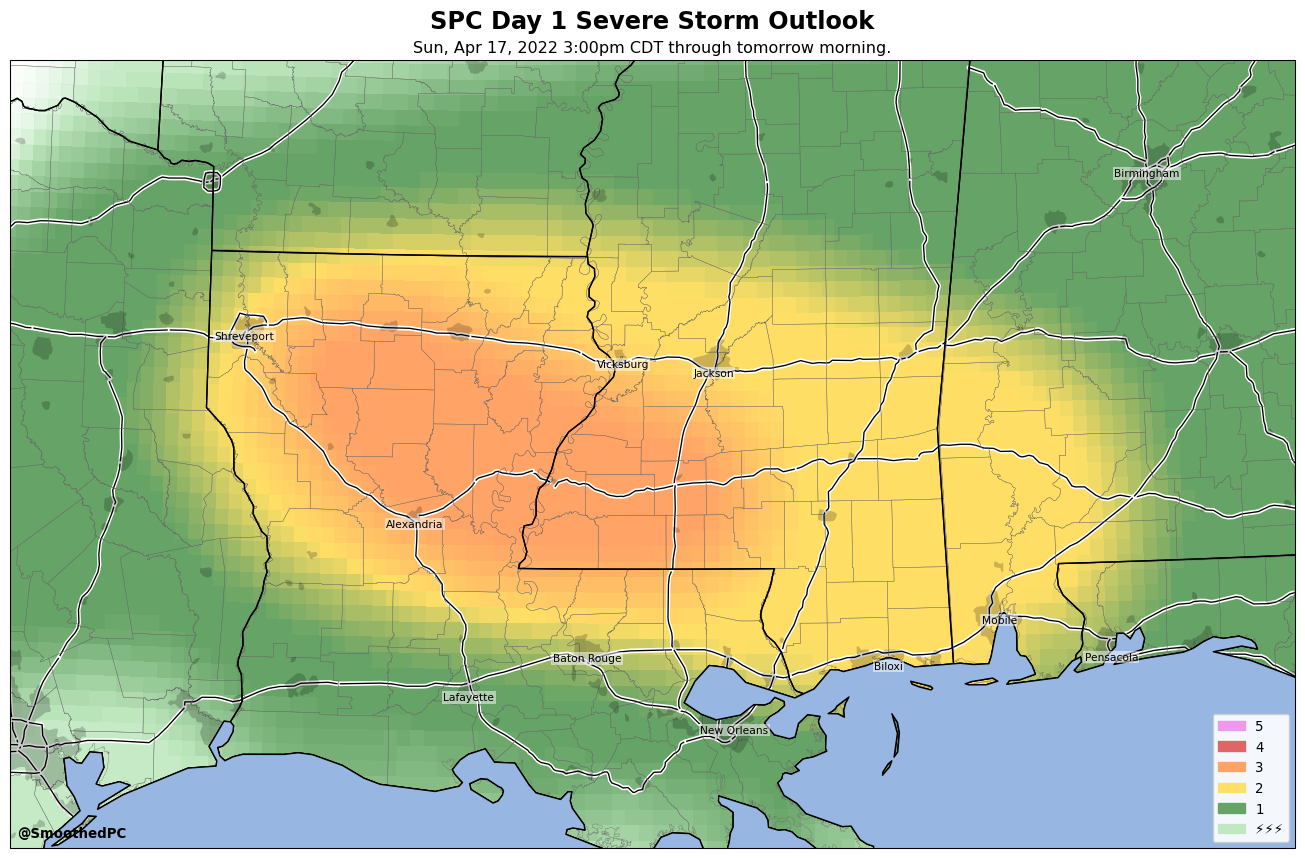 SPC Day 1 Severe Storm Outlook
Sun, Apr 17, 2022 3:00pm CDT through tomorrow morning.
Birmingham
Shreveport
Vicksburg
Jackson
Alexandria
Mobile
Baton Rouge
Pensacola
Biloxi
Lafayette
New Orleans
5
4
3
2
1
⚡⚡⚡
@SmoothedPC